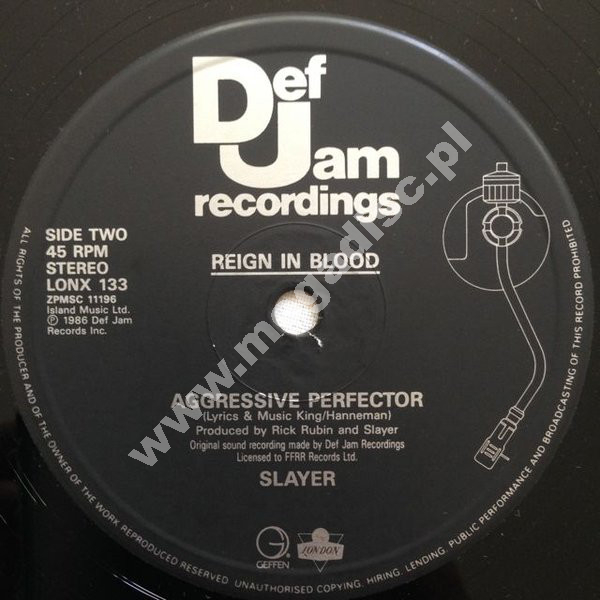 Def
Jam
recordings
SIDE TWO
45 RPM
STEREO
LONX 133
ZPMSC 11196
Island Music Ltd.
Ⓟ 1986 Def Jam
Records Inc.
REIGN IN BLOOD
AGGRESSIVE PERFECTOR
(Lyrics & Music King/Hanneman)
Produced by Rick Rubin and Slayer
Original sound recording made by Def Jam Recordings
Licensed to FFRR Records Ltd.
SLAYER
G
GEFFEN
LONDON
ALL RIGHTS OF THE PRODUCER AND OF THE OWNER OF THE WORK REPRODUCED RESERVED. UNAUTHORISED COPYING, HIRING, LENDING, PUBLIC PERFORMANCE AND BROADCASTING OF THIS RECORD PROHIBITED
www.megadisc.pl